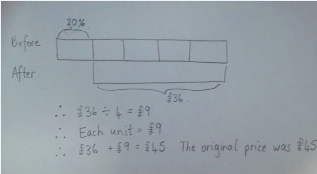 20%
Before
After
£36.
∴ £36 ÷ 4 = £9
∴ Each unit = £9
∴ £36 + £9 = £45 The original price was £45